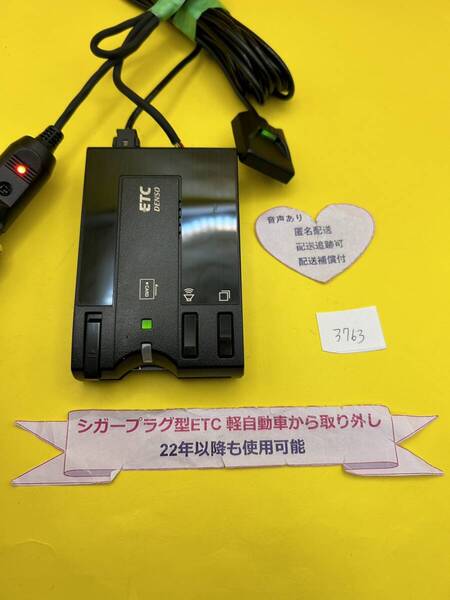 ETC
DENSO
CARD
音声あり
匿名配送
配送追跡可
配送補償付
3763
シガープラグ型ETC 軽自動車から取り外し
22年以降も使用可能